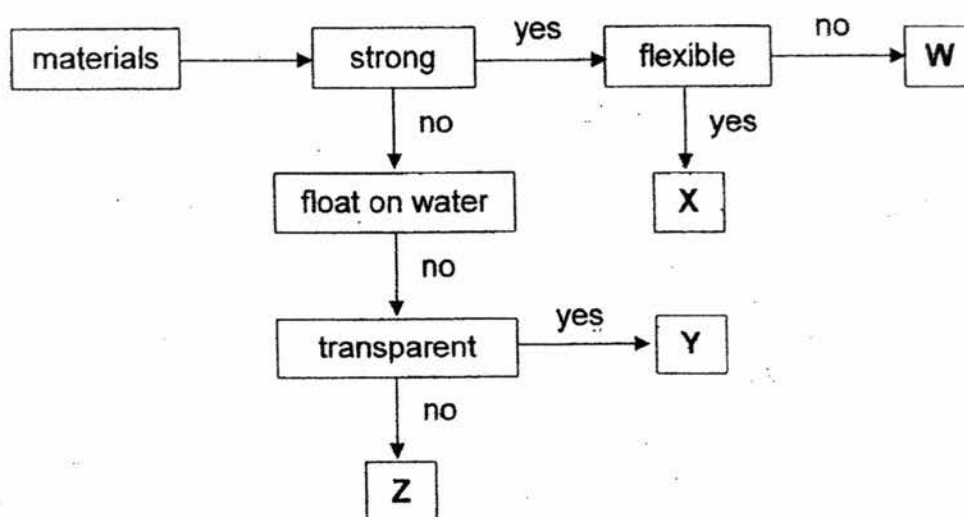 materials
strong
yes
flexible
no
W
no
yes
float on water
X
no
transparent
yes
Y
no
Z